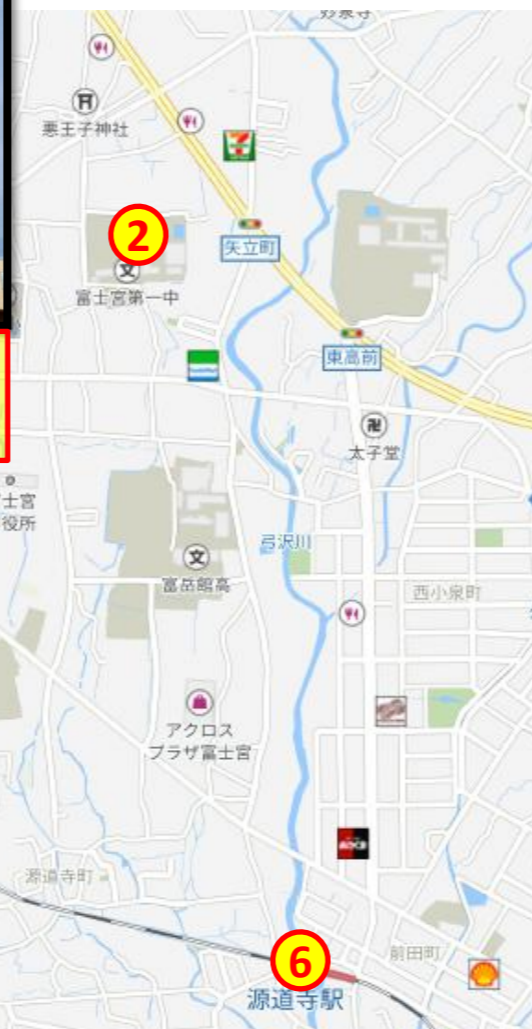 妙泉寺
悪王子神社
2
文
富士宮第一中
矢立町
東高前
卍
太子堂
士宮
役所
弓沢川
文
富岳館高
西小泉町
アクロス
プラザ富士宮
源道寺町
前田町
6
源道寺駅